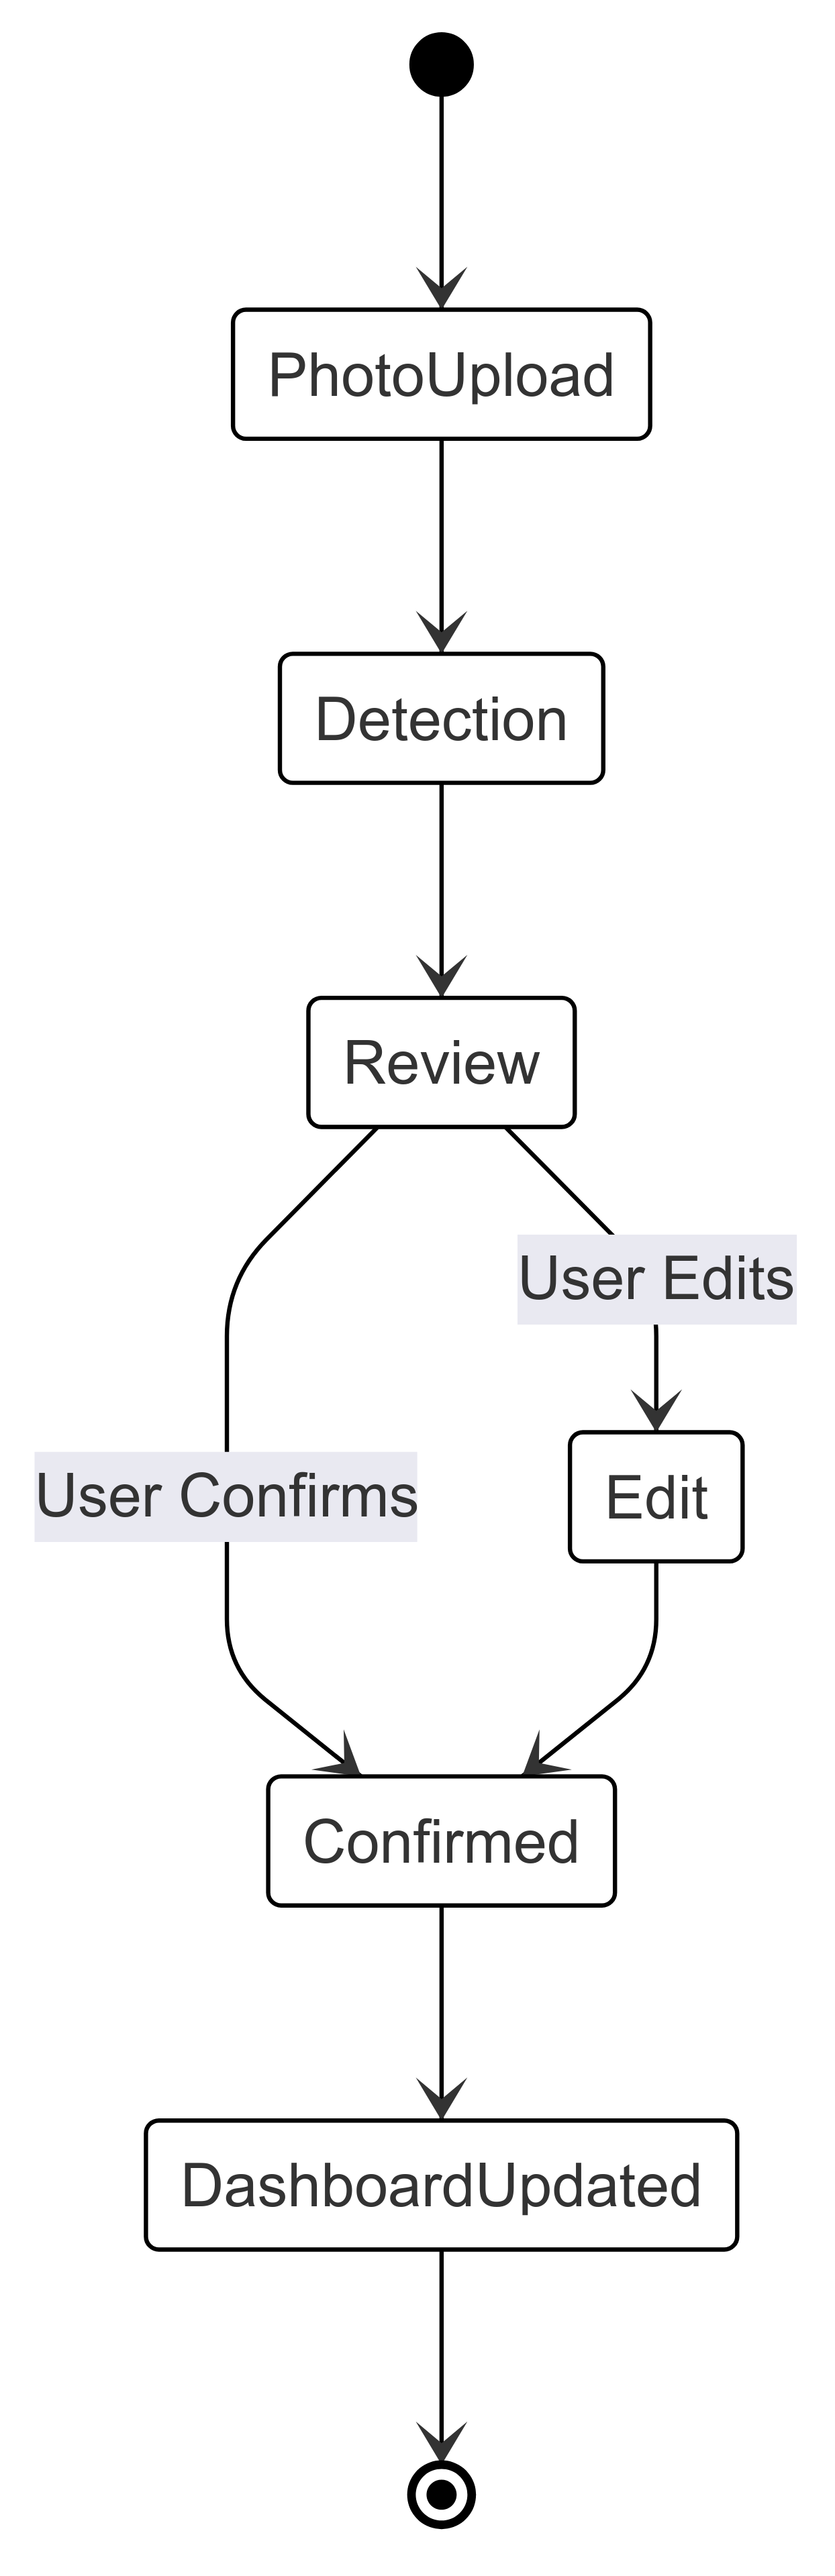 PhotoUpload
Detection
Review
User Edits
User Confirms
Edit
Confirmed
DashboardUpdated